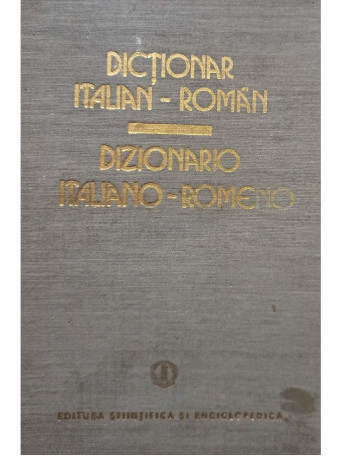 DICȚIONAR
ITALIAN - ROMÂN
DIZIONARIO
ITALIANO - ROMENO
EDITURA ȘTIINȚIFICĂ ȘI ENCICLOPEDICĂ